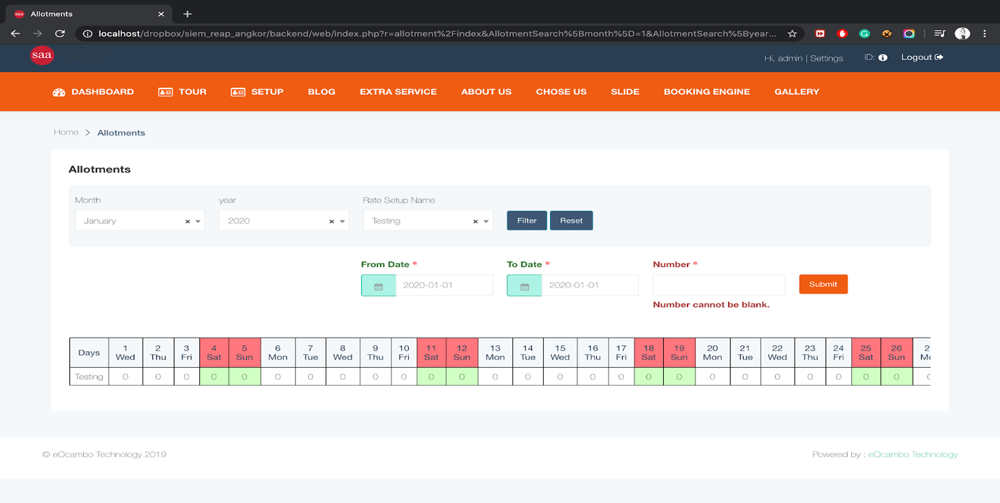 saa Allotments
localhost/dropbox/siem_reap_angkor/backend/web/index.php?r=allotment%2Findex&AllotmentSearch%5Bmonth%5D=1&AllotmentSearch%5Byear...
saa
Hi, admin | Settings ID: Logout
DASHBOARD TOUR SETUP BLOG EXTRA SERVICE ABOUT US CHOSE US SLIDE BOOKING ENGINE GALLERY
Home > Allotments
Allotments
Month year Rate Setup Name
January × 2020 × Testing × Filter Reset
From Date * To Date * Number *
2020-01-01 2020-01-01 Submit
Number cannot be blank.
Days 1 2 3 4 5 6 7 8 9 10 11 12 13 14 15 16 17 18 19 20 21 22 23 24 25 26
Wed Thu Fri Sat Sun Mon Tue Wed Thu Fri Sat Sun Mon Tue Wed Thu Fri Sat Sun Mon Tue Wed Thu Fri Sat Sun
Testing 0 0 0 0 0 0 0 0 0 0 0 0 0 0 0 0 0 0 0 0 0 0 0 0 0 0
© eOcambo Technology 2019 Powered by : eOcambo Technology